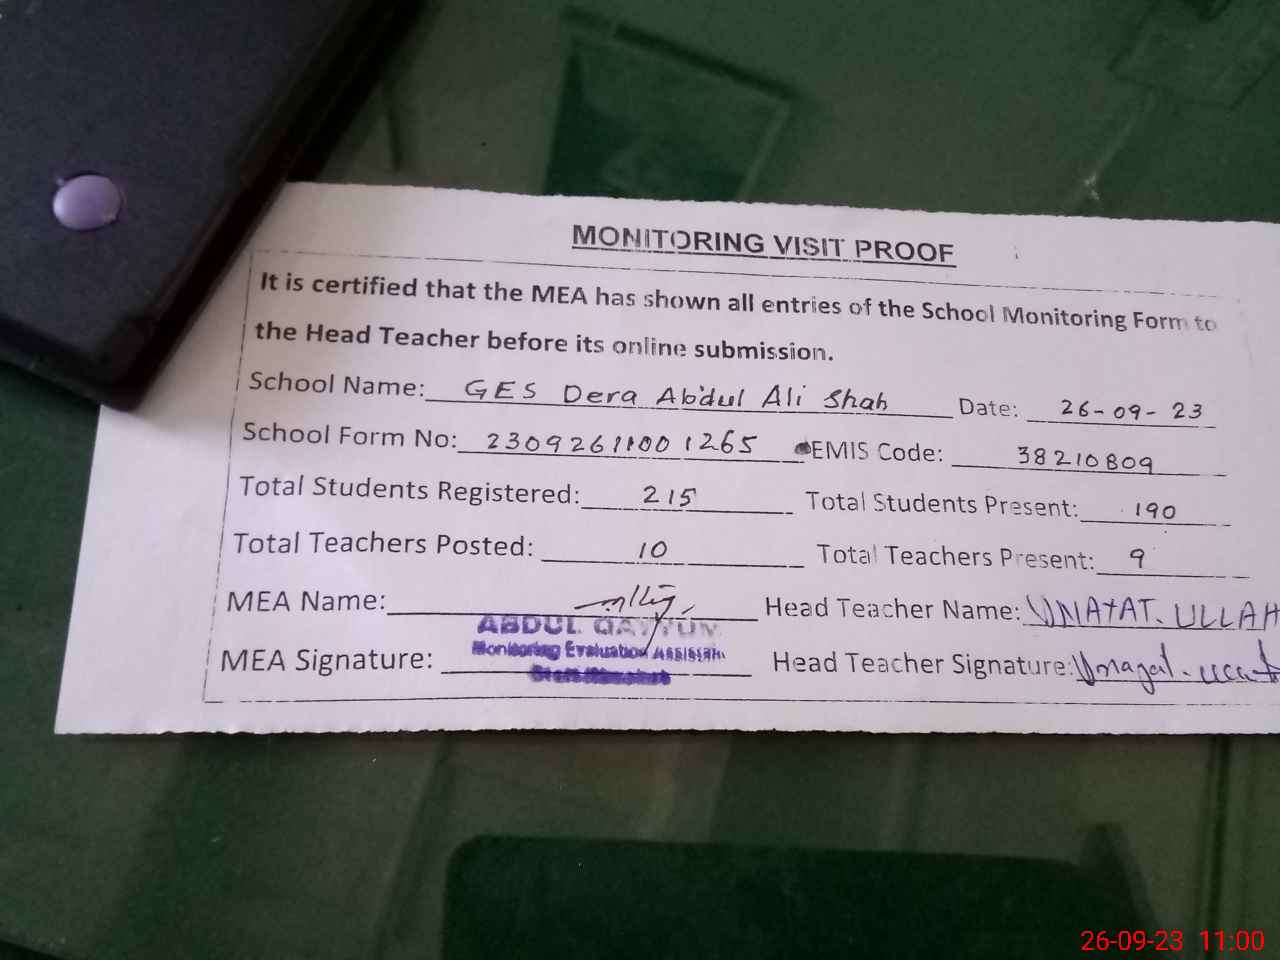 MONITORING VISIT PROOF
It is certified that the MEA has shown all entries of the School Monitoring Form to
the Head Teacher before its online submission.
School Name: GES Dera Abdul Ali Shah Date: 26-09-23
School Form No: 2309261100 1265 EMIS Code: 38210809
Total Students Registered: 215 Total Students Present: 190
Total Teachers Posted: 10 Total Teachers Present: 9
MEA Name: Head Teacher Name: ULLAH
ABDUL QAYYUM
Monitoring Evaluation
MEA Signature: Head Teacher Signature:
26-09-23 11:00